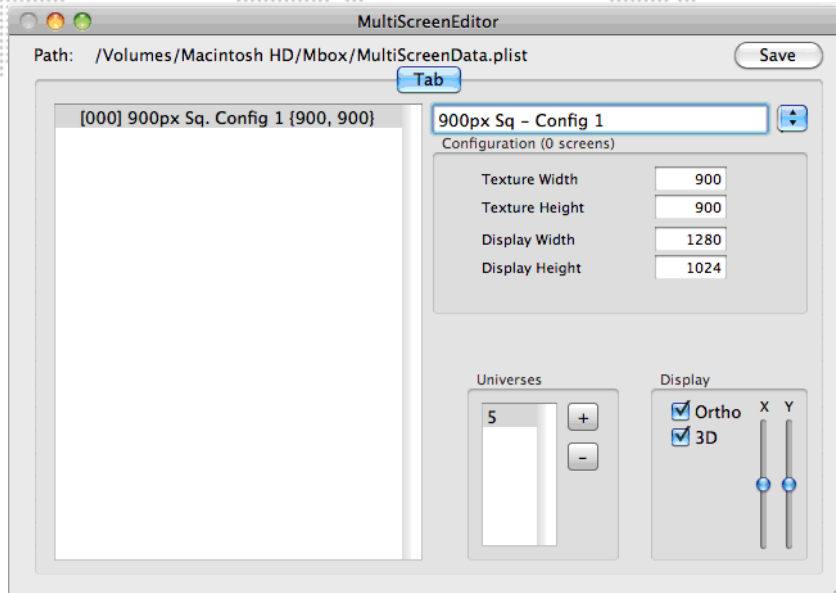 MultiScreenEditor
Path: /Volumes/Macintosh HD/Mbox/MultiScreenData.plist
Save
Tab
[000] 900px Sq. Config 1 {900, 900}
900px Sq – Config 1
Configuration (0 screens)
Texture Width 900
Texture Height 900
Display Width 1280
Display Height 1024
Universes
5
+
-
Display
Ortho
3D
X Y